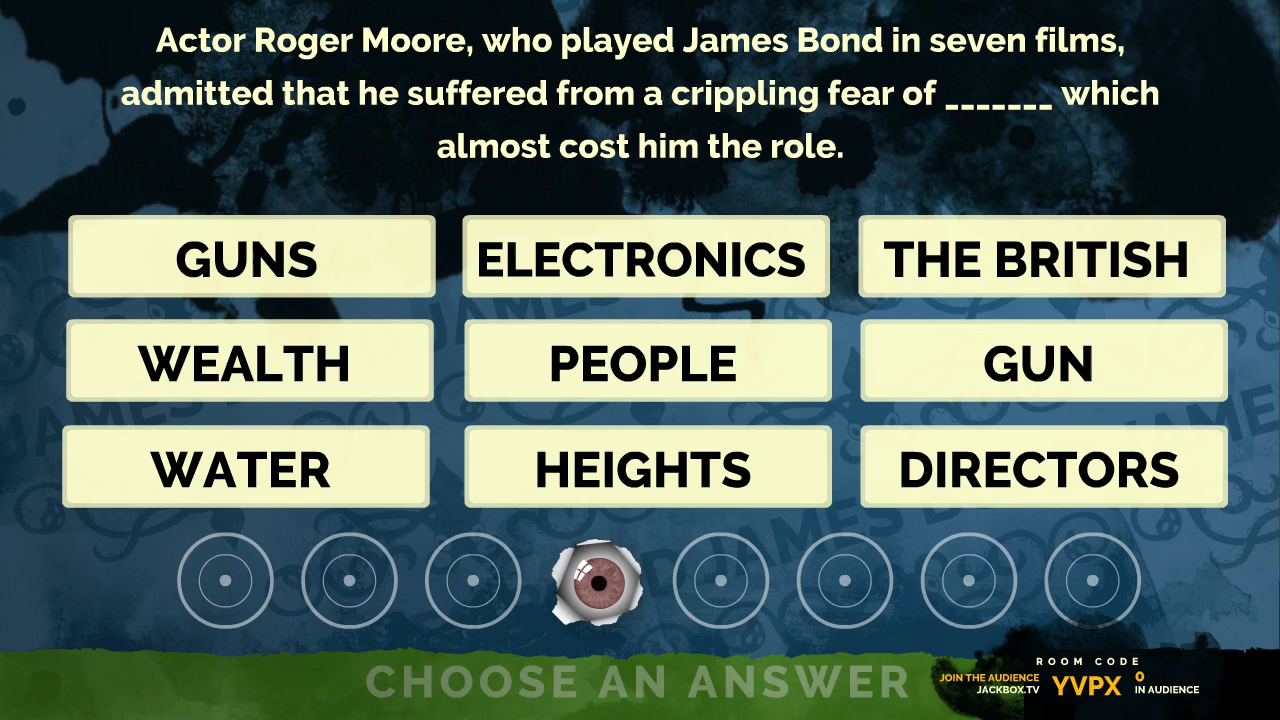 Actor Roger Moore, who played James Bond in seven films,
admitted that he suffered from a crippling fear of _______ which
almost cost him the role.
GUNS
ELECTRONICS
THE BRITISH
WEALTH
PEOPLE
GUN
WATER
HEIGHTS
DIRECTORS
CHOOSE AN ANSWER
ROOM CODE
JOIN THE AUDIENCE
JACKBOX.TV
YVPX
0
IN AUDIENCE